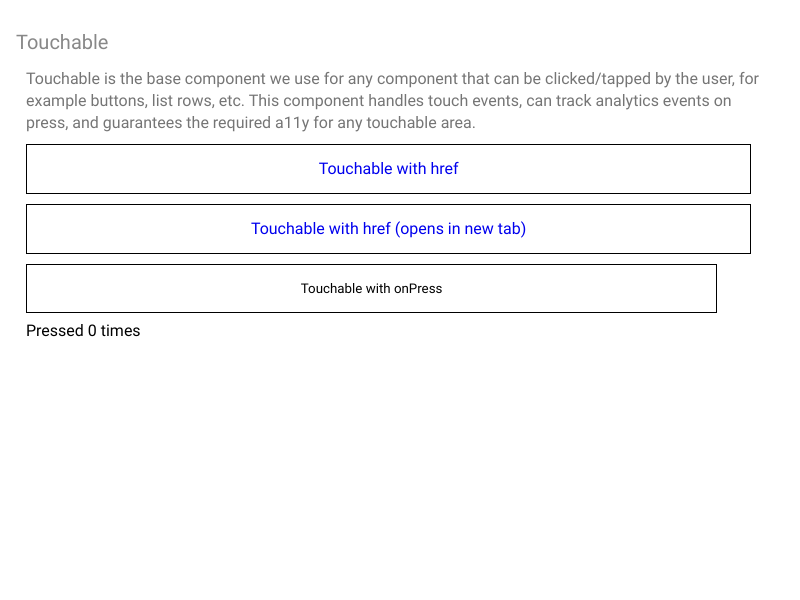 Touchable
Touchable is the base component we use for any component that can be clicked/tapped by the user, for
example buttons, list rows, etc. This component handles touch events, can track analytics events on
press, and guarantees the required a11y for any touchable area.
Touchable with href
Touchable with href (opens in new tab)
Touchable with onPress
Pressed 0 times